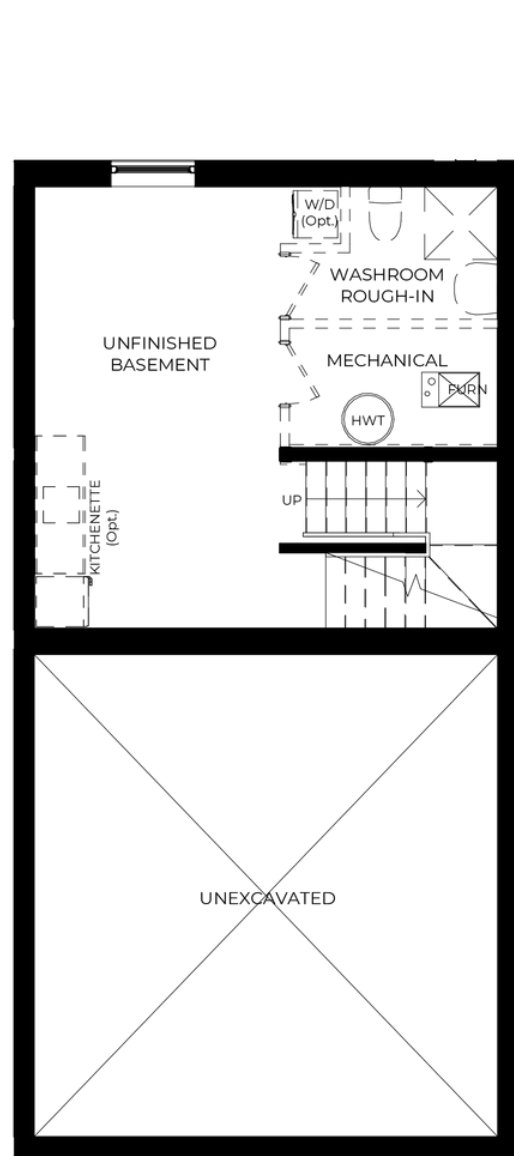 W/D
(Opt.)
WASHROOM
ROUGH-IN
UNFINISHED
BASEMENT
MECHANICAL
FURN
HWT
KITCHENETTE
(Opt.)
UP
UNEXCAVATED